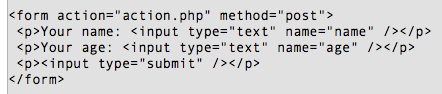 <form action="action.php" method="post">
 <p>Your name: <input type="text" name="name" /></p>
 <p>Your age: <input type="text" name="age" /></p>
 <p><input type="submit" /></p>
</form>